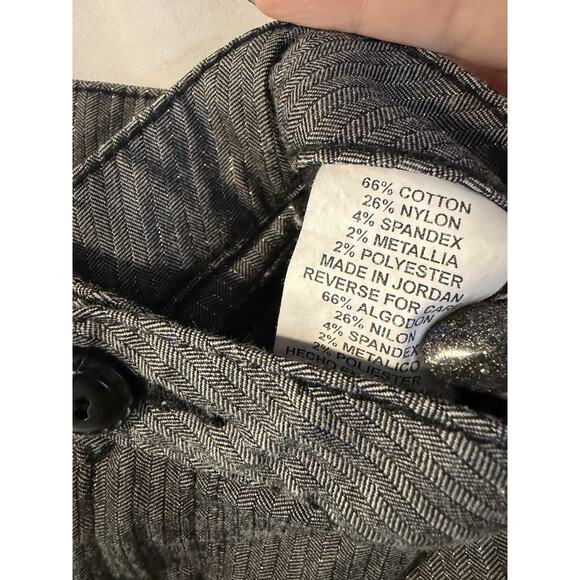 66% COTTON
26% NYLON
4% SPANDEX
2% METALLIA
2% POLYESTER
MADE IN JORDAN
REVERSE FOR
66% ALGODON
26% NILON
4% SPANDEX
2% METALICO
2% POLIESTER
HECHO